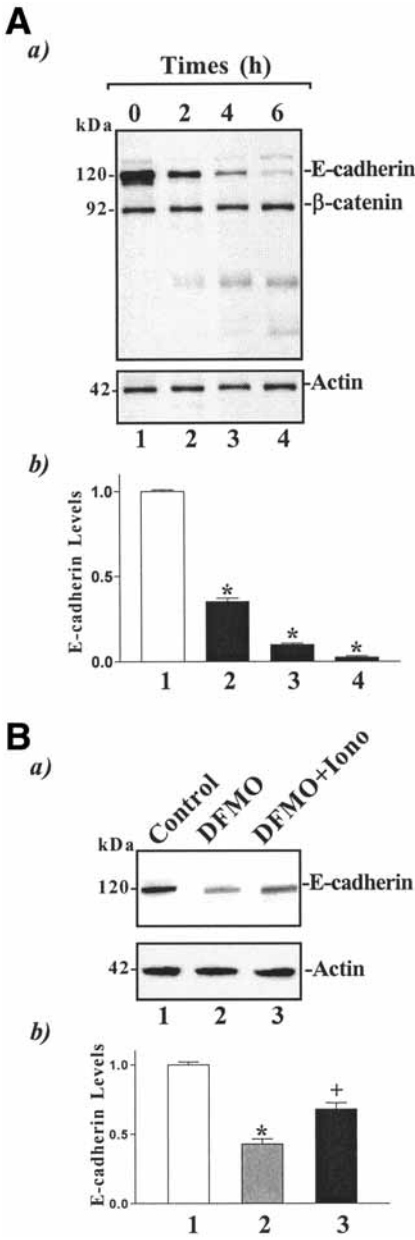 A
a)
Times (h)
0 2 4 6
kDa
120- -E-cadherin
92- -β-catenin
42- -Actin
1 2 3 4
b)
E-cadherin Levels
1.0
0.5
0.0
* * *
1 2 3 4
B
a)
Control DFMO DFMO+Iono
kDa
120- -E-cadherin
42- -Actin
1 2 3
b)
E-cadherin Levels
1.0
0.5
0.0
* +
1 2 3